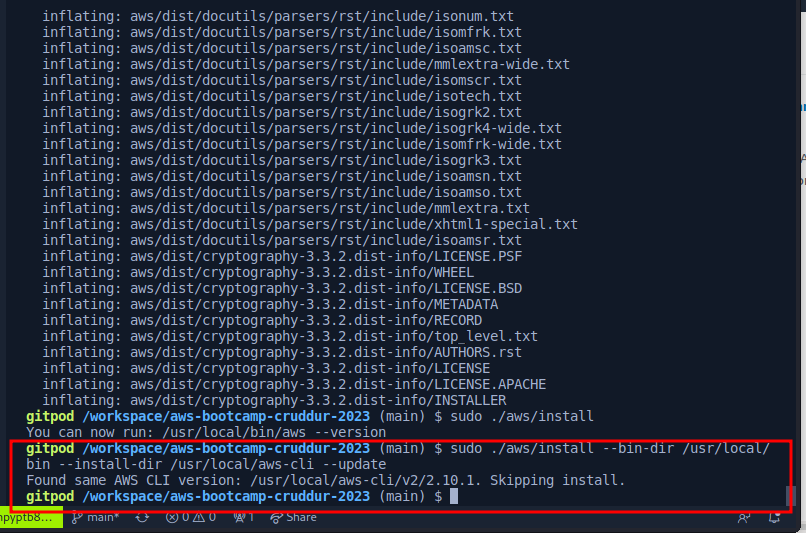 inflating: aws/dist/docutils/parsers/rst/include/isonum.txt
inflating: aws/dist/docutils/parsers/rst/include/isomfrk.txt
inflating: aws/dist/docutils/parsers/rst/include/isoamsc.txt
inflating: aws/dist/docutils/parsers/rst/include/mmlextra-wide.txt
inflating: aws/dist/docutils/parsers/rst/include/isomscr.txt
inflating: aws/dist/docutils/parsers/rst/include/isotech.txt
inflating: aws/dist/docutils/parsers/rst/include/isogrk2.txt
inflating: aws/dist/docutils/parsers/rst/include/isogrk4-wide.txt
inflating: aws/dist/docutils/parsers/rst/include/isomfrk-wide.txt
inflating: aws/dist/docutils/parsers/rst/include/isogrk3.txt
inflating: aws/dist/docutils/parsers/rst/include/isoamsn.txt
inflating: aws/dist/docutils/parsers/rst/include/isoamso.txt
inflating: aws/dist/docutils/parsers/rst/include/mmlextra.txt
inflating: aws/dist/docutils/parsers/rst/include/xhtml1-special.txt
inflating: aws/dist/docutils/parsers/rst/include/isoamsr.txt
inflating: aws/dist/cryptography-3.3.2.dist-info/LICENSE.PSF
inflating: aws/dist/cryptography-3.3.2.dist-info/WHEEL
inflating: aws/dist/cryptography-3.3.2.dist-info/LICENSE.BSD
inflating: aws/dist/cryptography-3.3.2.dist-info/METADATA
inflating: aws/dist/cryptography-3.3.2.dist-info/RECORD
inflating: aws/dist/cryptography-3.3.2.dist-info/top_level.txt
inflating: aws/dist/cryptography-3.3.2.dist-info/AUTHORS.rst
inflating: aws/dist/cryptography-3.3.2.dist-info/LICENSE
inflating: aws/dist/cryptography-3.3.2.dist-info/LICENSE.APACHE
inflating: aws/dist/cryptography-3.3.2.dist-info/INSTALLER
gitpod /workspace/aws-bootcamp-cruddur-2023 (main) $ sudo ./aws/install
You can now run: /usr/local/bin/aws --version
gitpod /workspace/aws-bootcamp-cruddur-2023 (main) $ sudo ./aws/install --bin-dir /usr/local/
bin --install-dir /usr/local/aws-cli --update
Found same AWS CLI version: /usr/local/aws-cli/v2/2.10.1. Skipping install.
gitpod /workspace/aws-bootcamp-cruddur-2023 (main) $
main* 0 0 1 Share